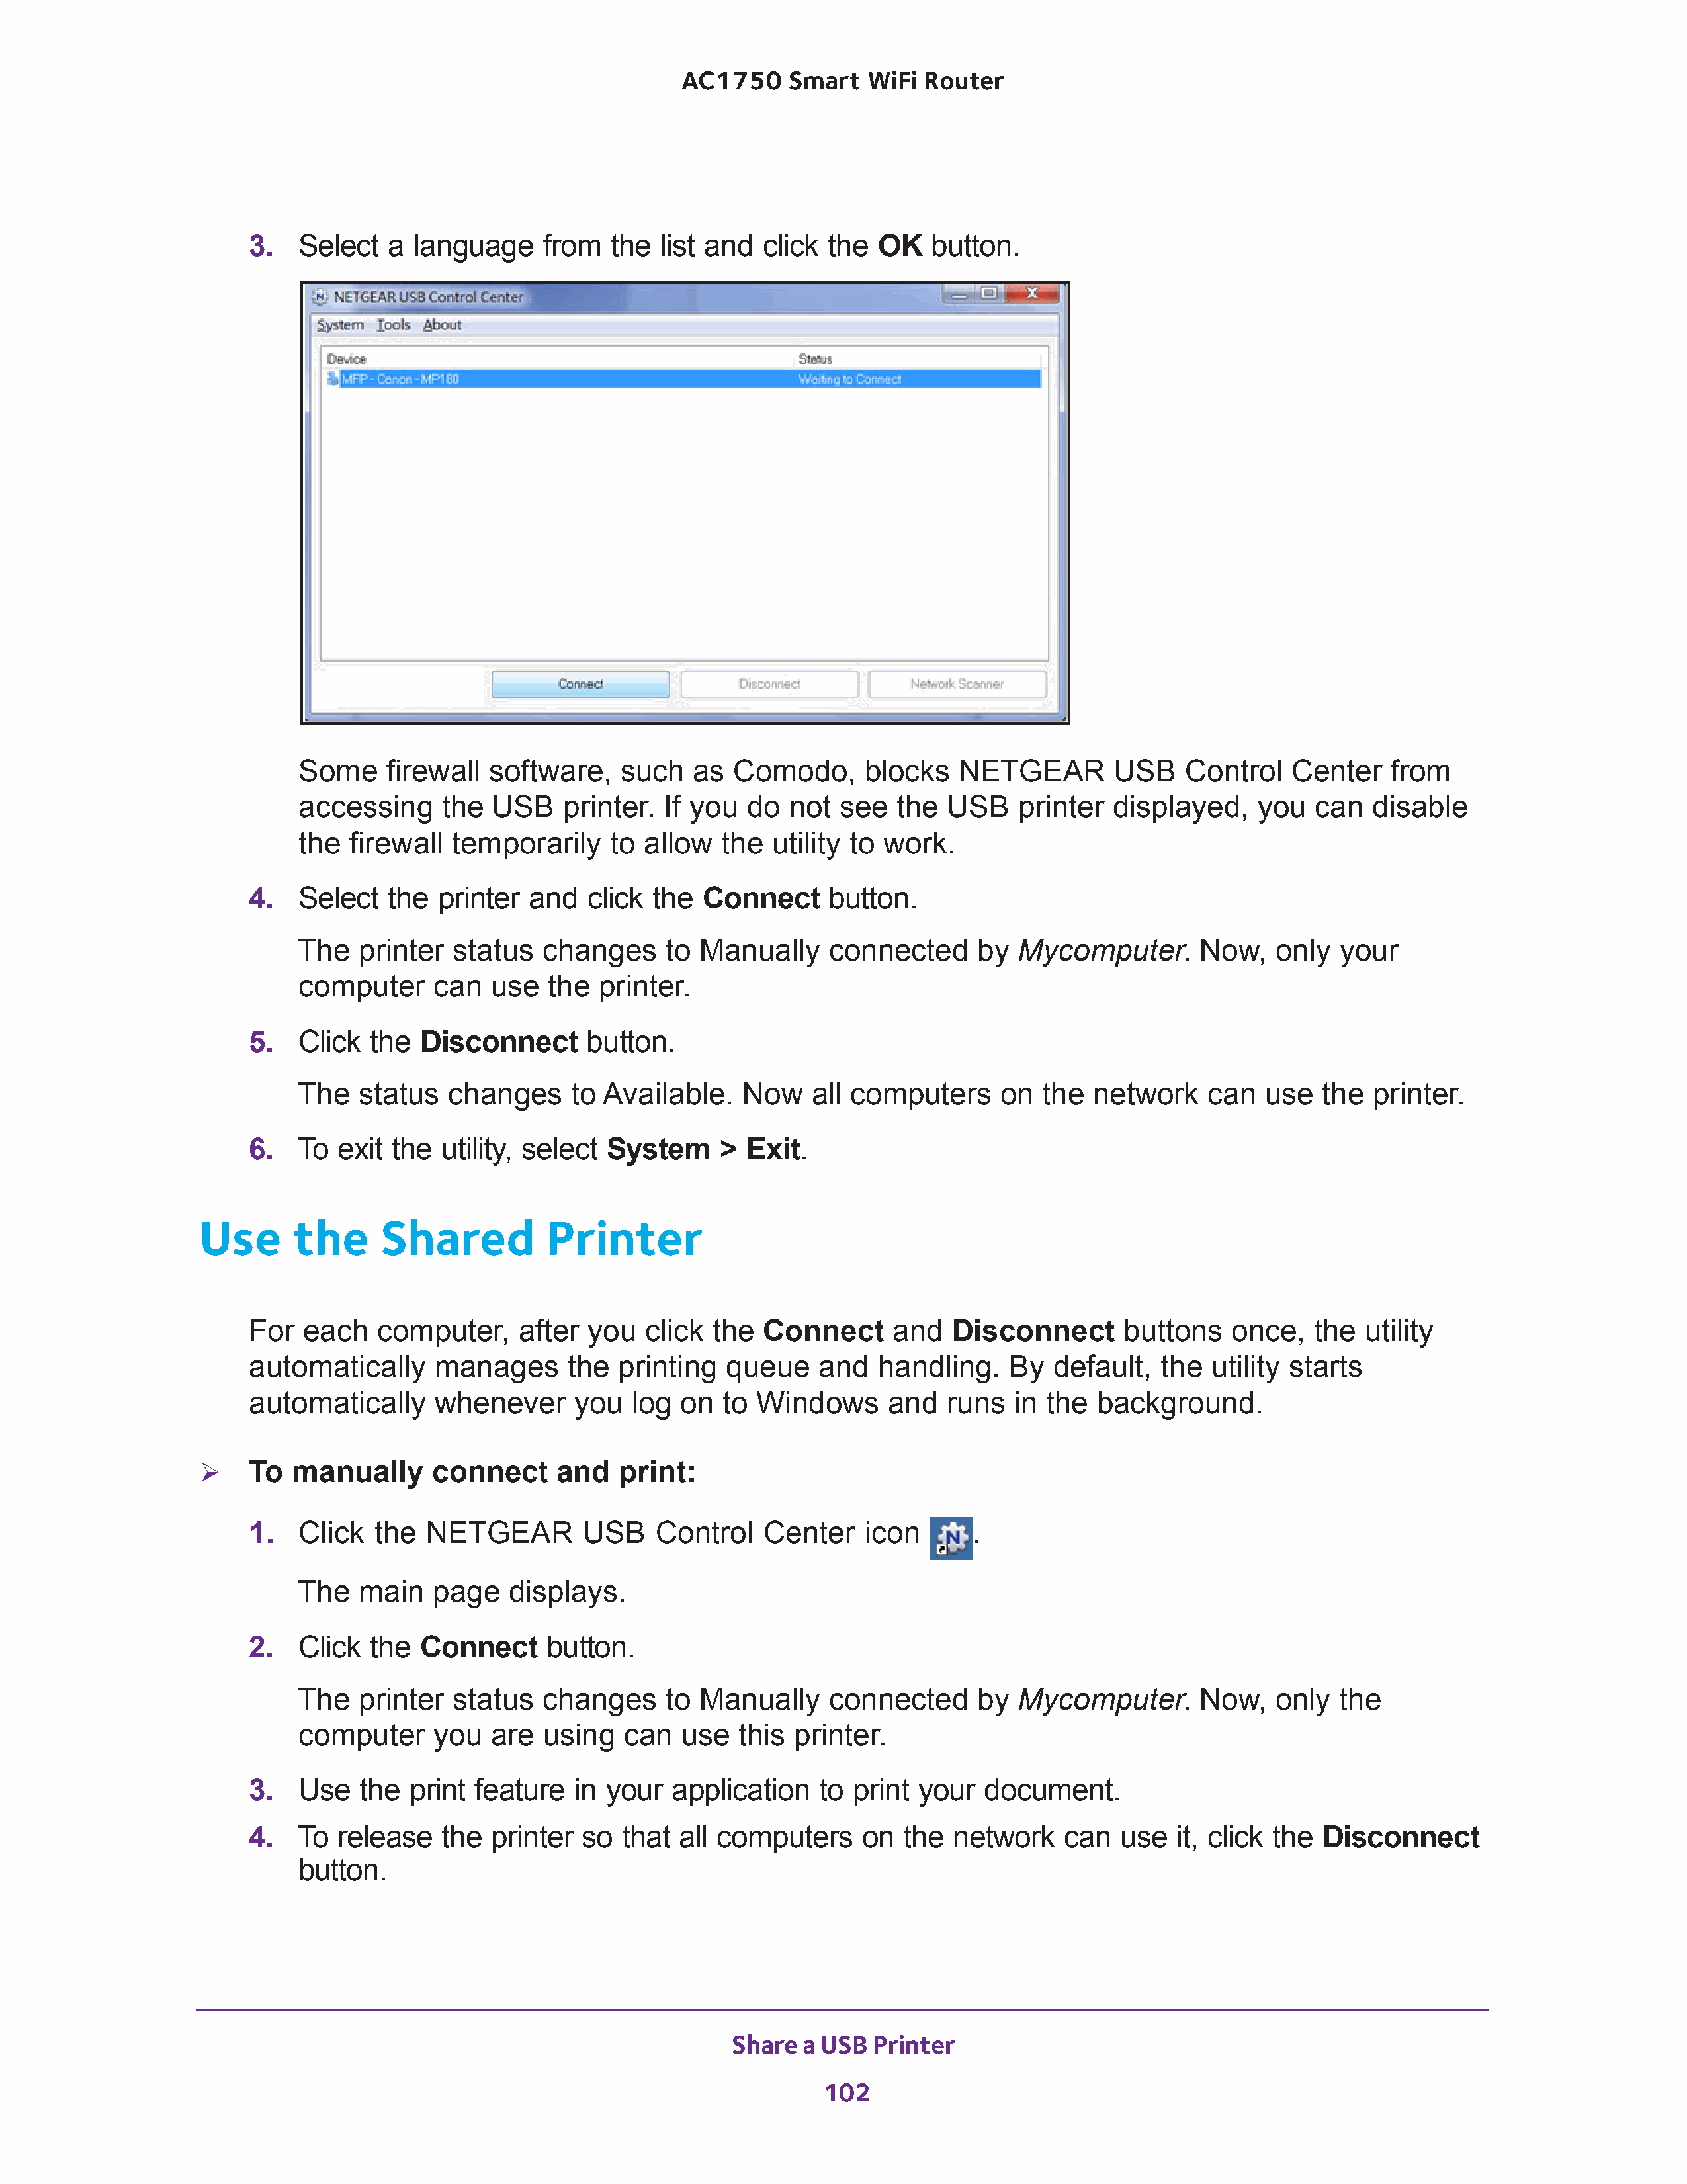 AC1750 Smart WiFi Router
3. Select a language from the list and click the OK button.
NETGEAR USB Control Center
System Tools About
Device Status
MFP - Canon - MP180 Waiting to Connect
Connect Disconnect Network Scanner
Some firewall software, such as Comodo, blocks NETGEAR USB Control Center from
accessing the USB printer. If you do not see the USB printer displayed, you can disable
the firewall temporarily to allow the utility to work.
4. Select the printer and click the Connect button.
The printer status changes to Manually connected by Mycomputer. Now, only your
computer can use the printer.
5. Click the Disconnect button.
The status changes to Available. Now all computers on the network can use the printer.
6. To exit the utility, select System > Exit.
Use the Shared Printer
For each computer, after you click the Connect and Disconnect buttons once, the utility
automatically manages the printing queue and handling. By default, the utility starts
automatically whenever you log on to Windows and runs in the background.
➢ To manually connect and print:
1. Click the NETGEAR USB Control Center icon N.
The main page displays.
2. Click the Connect button.
The printer status changes to Manually connected by Mycomputer. Now, only the
computer you are using can use this printer.
3. Use the print feature in your application to print your document.
4. To release the printer so that all computers on the network can use it, click the Disconnect
button.
Share a USB Printer
102